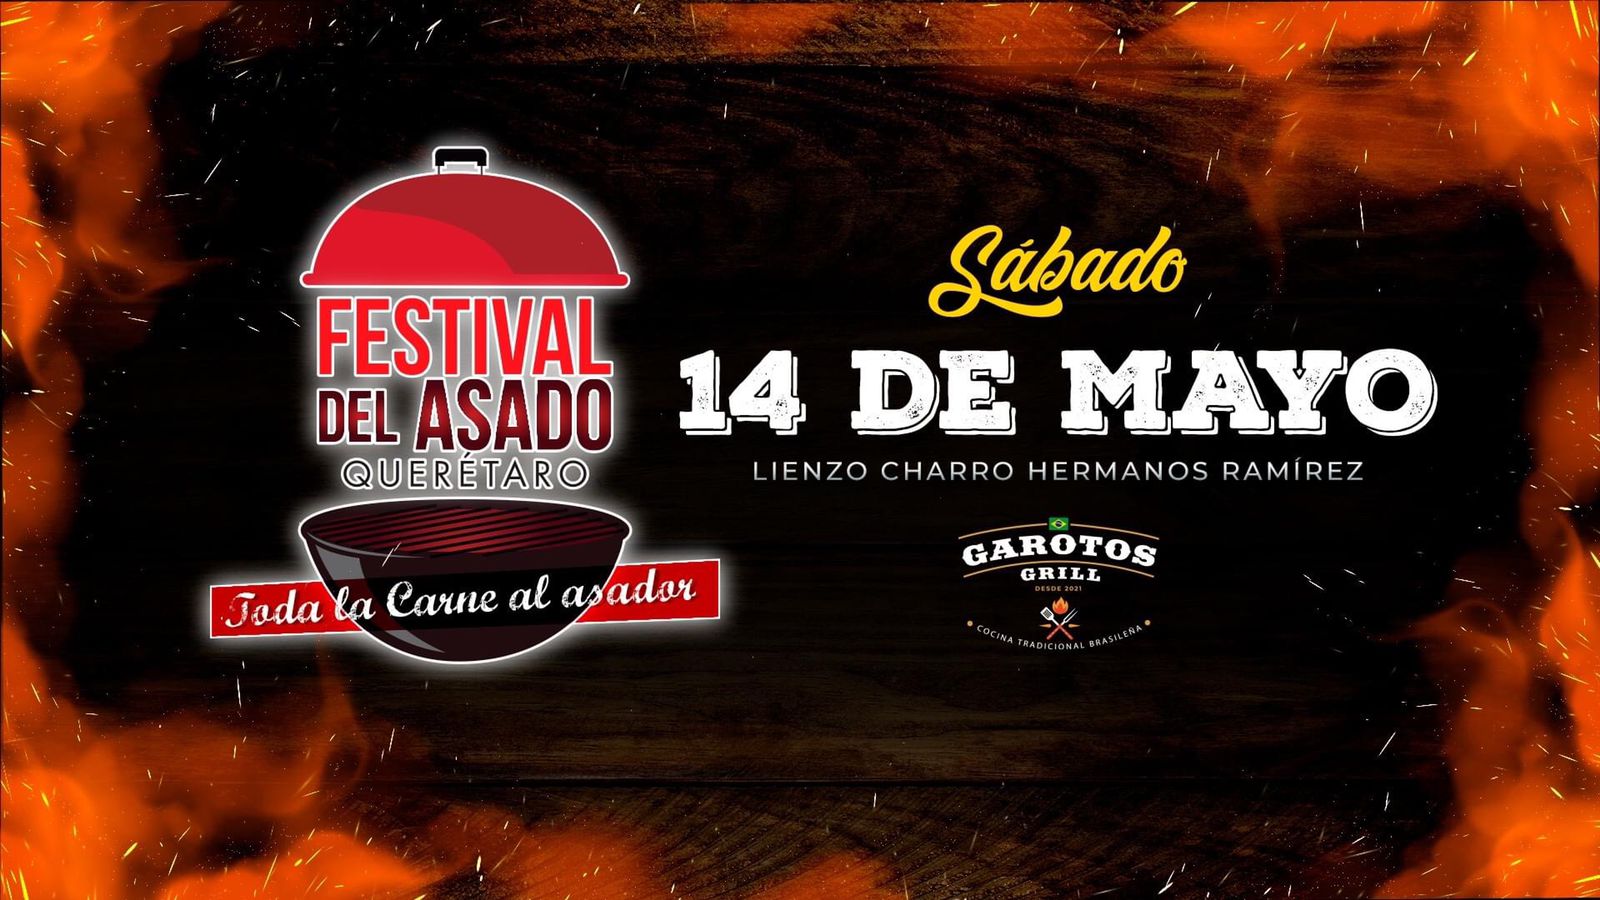 FESTIVAL
DEL ASADO
QUERÉTARO
Toda la Carne al asador
Sábado
14 DE MAYO
LIENZO CHARRO HERMANOS RAMÍREZ
GAROTOS
GRILL
DESDE 2021
• COCINA TRADICIONAL BRASILEÑA •